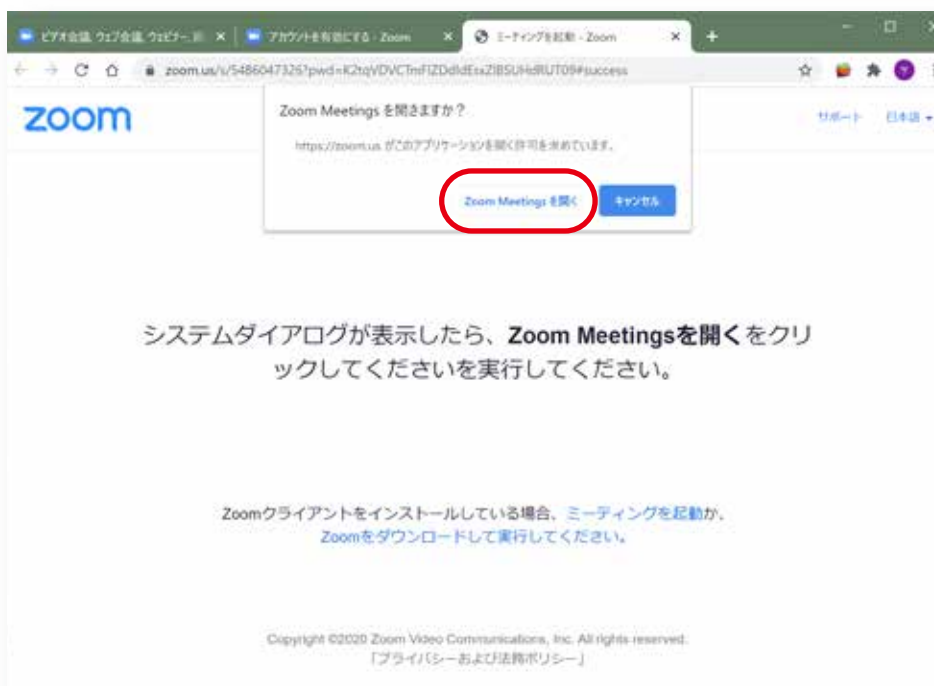 ビデオ会議, ウェブ会議, ウェビナー,
アカウントを有効にする - Zoom
ミーティングを起動 - Zoom
zoom
サポート 日本語
Zoom Meetings を開きますか？
https://zoom.us がこのアプリケーションを開く許可を求めています。
Zoom Meetings を開く
キャンセル
システムダイアログが表示したら、Zoom Meetingsを開くをクリ
ックしてくださいを実行してください。
Zoomクライアントをインストールしている場合、ミーティングを起動か、
Zoomをダウンロードして実行してください。
Copyright ©2020 Zoom Video Communications, Inc. All rights reserved.
「プライバシーおよび法務ポリシー」